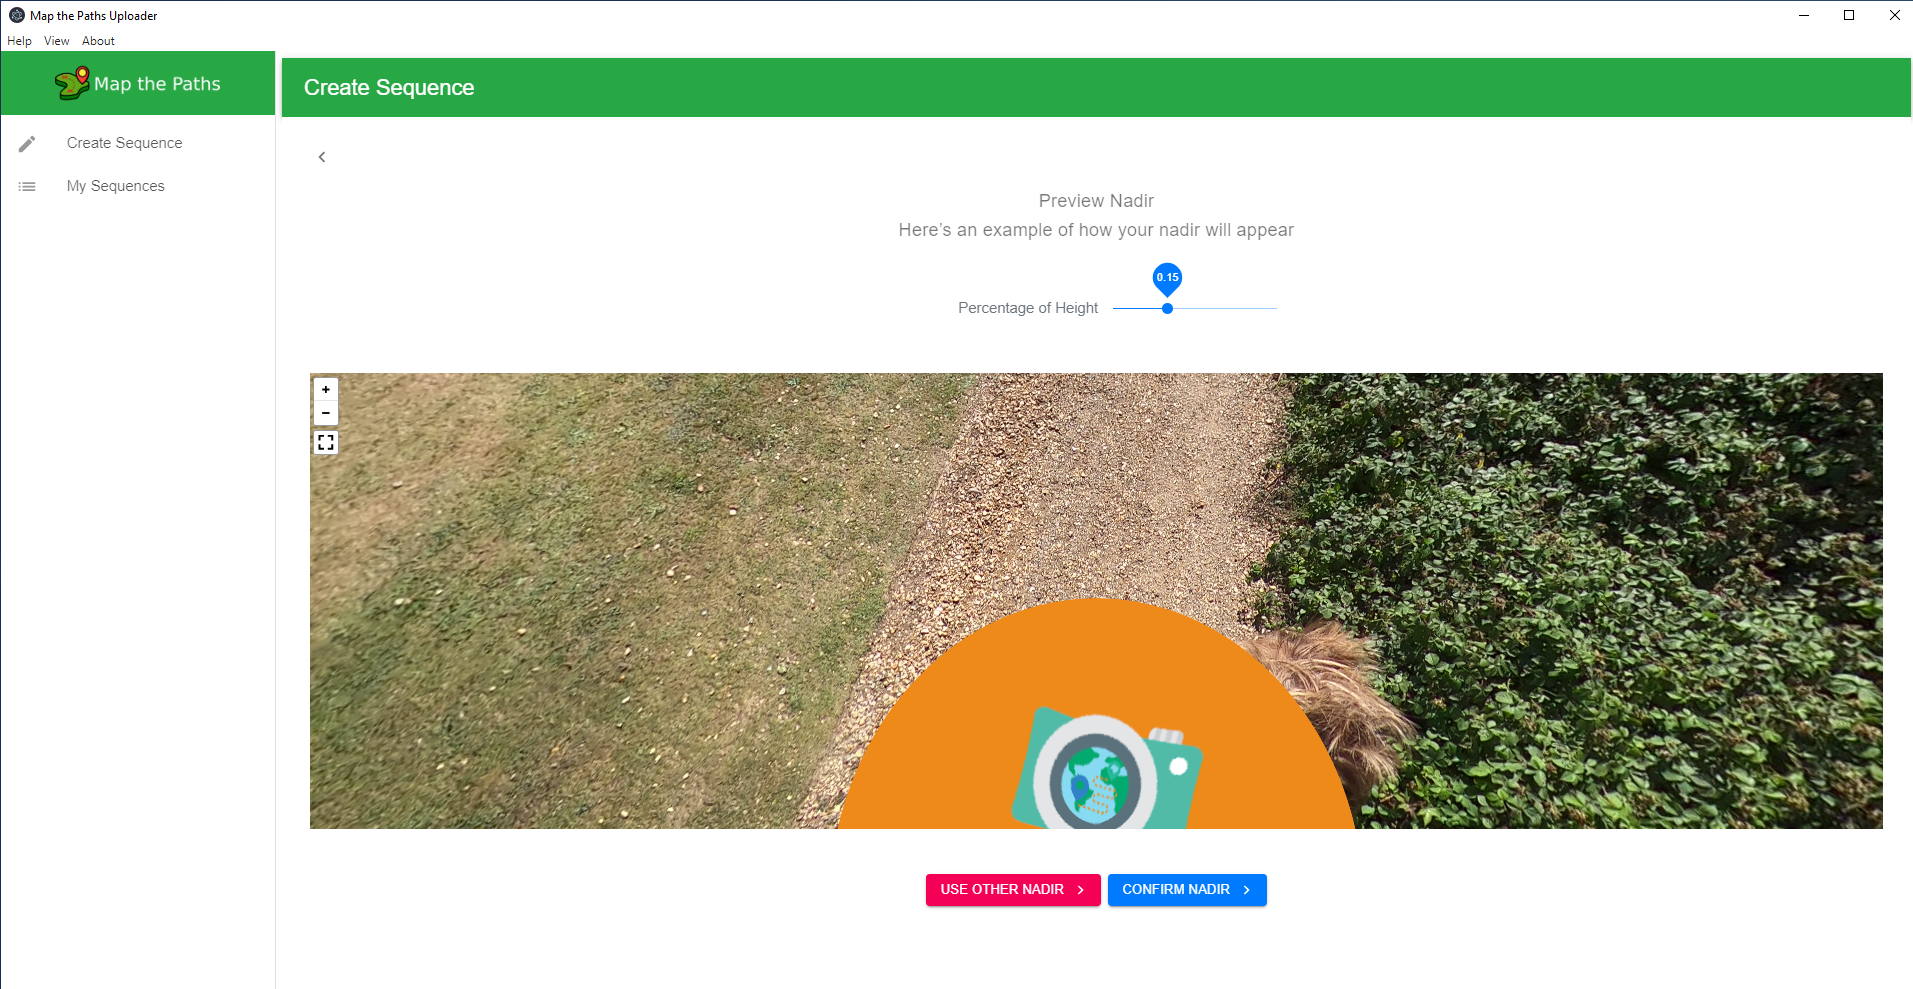 Map the Paths Uploader
Help View About
Map the Paths
Create Sequence
My Sequences
Create Sequence
Preview Nadir
Here's an example of how your nadir will appear
0.15
Percentage of Height
+
−
USE OTHER NADIR
CONFIRM NADIR